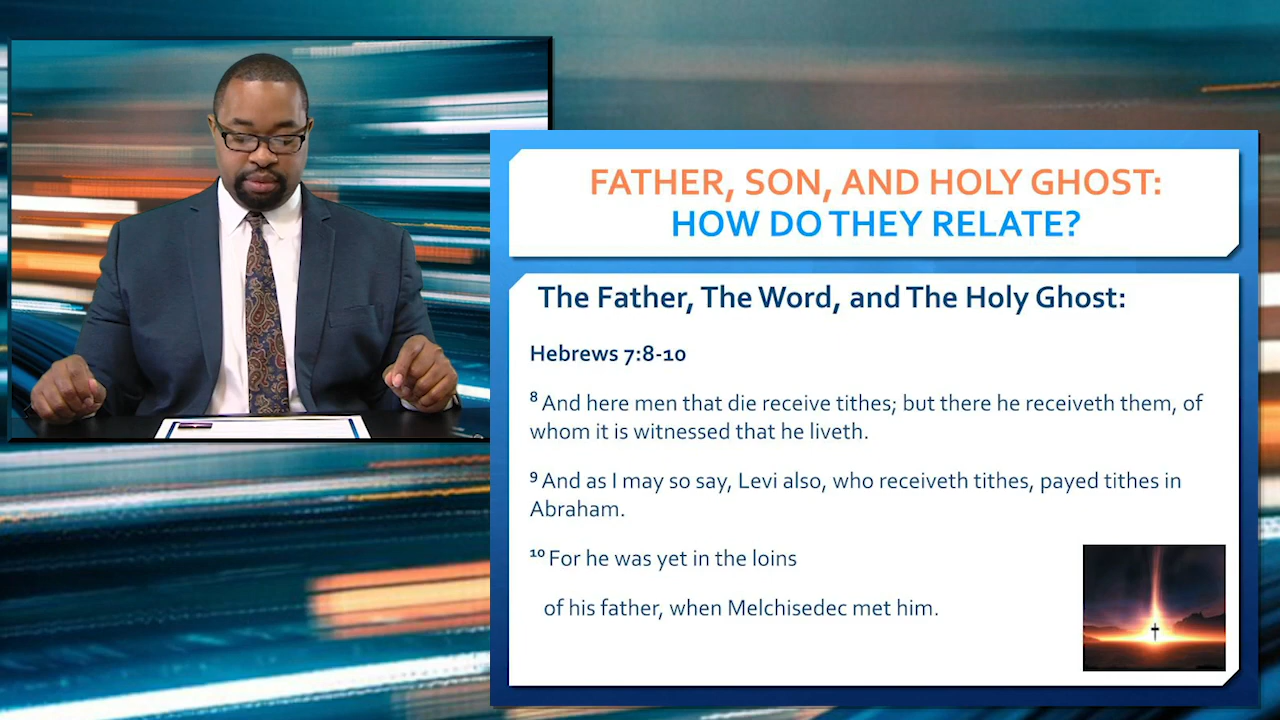 FATHER, SON, AND HOLY GHOST:
HOW DO THEY RELATE?
The Father, The Word, and The Holy Ghost:
Hebrews 7:8-10
8 And here men that die receive tithes; but there he receiveth them, of
whom it is witnessed that he liveth.
9 And as I may so say, Levi also, who receiveth tithes, payed tithes in
Abraham.
10 For he was yet in the loins
of his father, when Melchisedec met him.